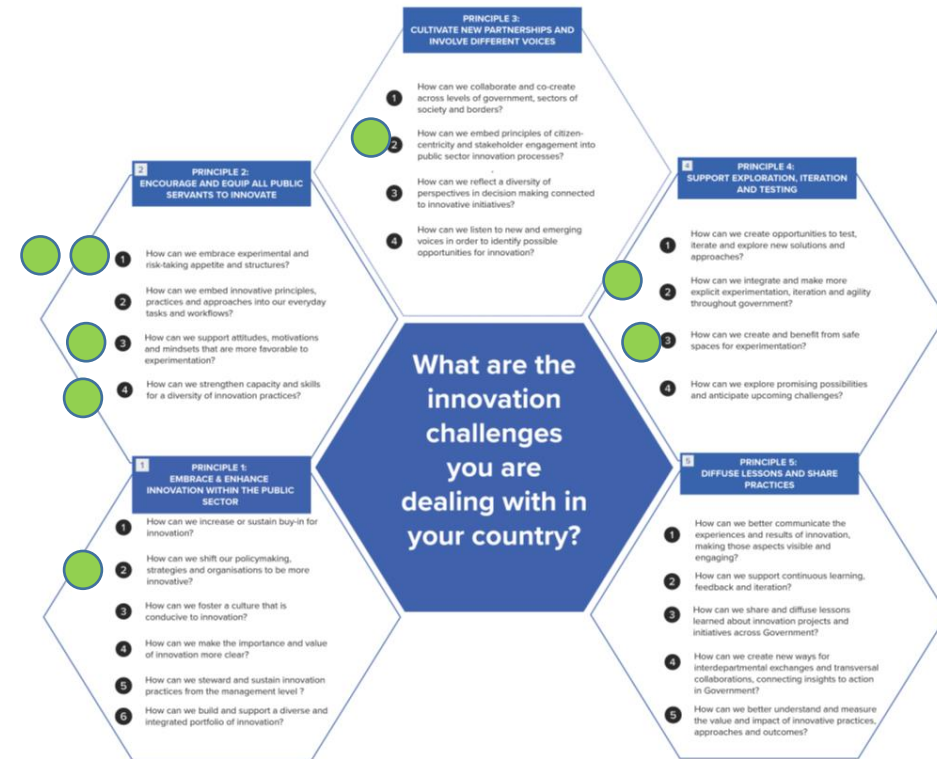 PRINCIPLE 3:
CULTIVATE NEW PARTNERSHIPS AND
INVOLVE DIFFERENT VOICES
1
How can we collaborate and co-create
across levels of government, sectors of
society and borders?
2
How can we embed principles of citizen-
centricity and stakeholder engagement into
public sector innovation processes?
3
How can we reflect a diversity of
perspectives in decision making connected
to innovative initiatives?
4
How can we listen to new and emerging
voices in order to identify possible
opportunities for innovation?
2
PRINCIPLE 2:
ENCOURAGE AND EQUIP ALL PUBLIC
SERVANTS TO INNOVATE
1
How can we embrace experimental and
risk-taking appetite and structures?
2
How can we embed innovative principles,
practices and approaches into our everyday
tasks and workflows?
3
How can we support attitudes, motivations
and mindsets that are more favorable to
experimentation?
4
How can we strengthen capacity and skills
for a diversity of innovation practices?
4
PRINCIPLE 4:
SUPPORT EXPLORATION, ITERATION
AND TESTING
1
How can we create opportunities to test,
iterate and explore new solutions and
approaches?
2
How can we integrate and make more
explicit experimentation, iteration and agility
throughout government?
3
How can we create and benefit from safe
spaces for experimentation?
4
How can we explore promising possibilities
and anticipate upcoming challenges?
What are the
innovation
challenges
you are
dealing with in
your country?
1
PRINCIPLE 1:
EMBRACE & ENHANCE
INNOVATION WITHIN THE PUBLIC
SECTOR
1
How can we increase or sustain buy-in for
innovation?
2
How can we shift our policymaking,
strategies and organisations to be more
innovative?
3
How can we foster a culture that is
conducive to innovation?
4
How can we make the importance and value
of innovation more clear?
5
How can we steward and sustain innovation
practices from the management level ?
6
How can we build and support a diverse and
integrated portfolio of innovation?
5
PRINCIPLE 5:
DIFFUSE LESSONS AND SHARE
PRACTICES
1
How can we better communicate the
experiences and results of innovation,
making those aspects visible and
engaging?
2
How can we support continuous learning,
feedback and iteration?
3
How can we share and diffuse lessons
learned about innovation projects and
initiatives across Government?
4
How can we create new ways for
interdepartmental exchanges and transversal
collaborations, connecting insights to action
in Government?
5
How can we better understand and measure
the value and impact of innovative practices,
approaches and outcomes?